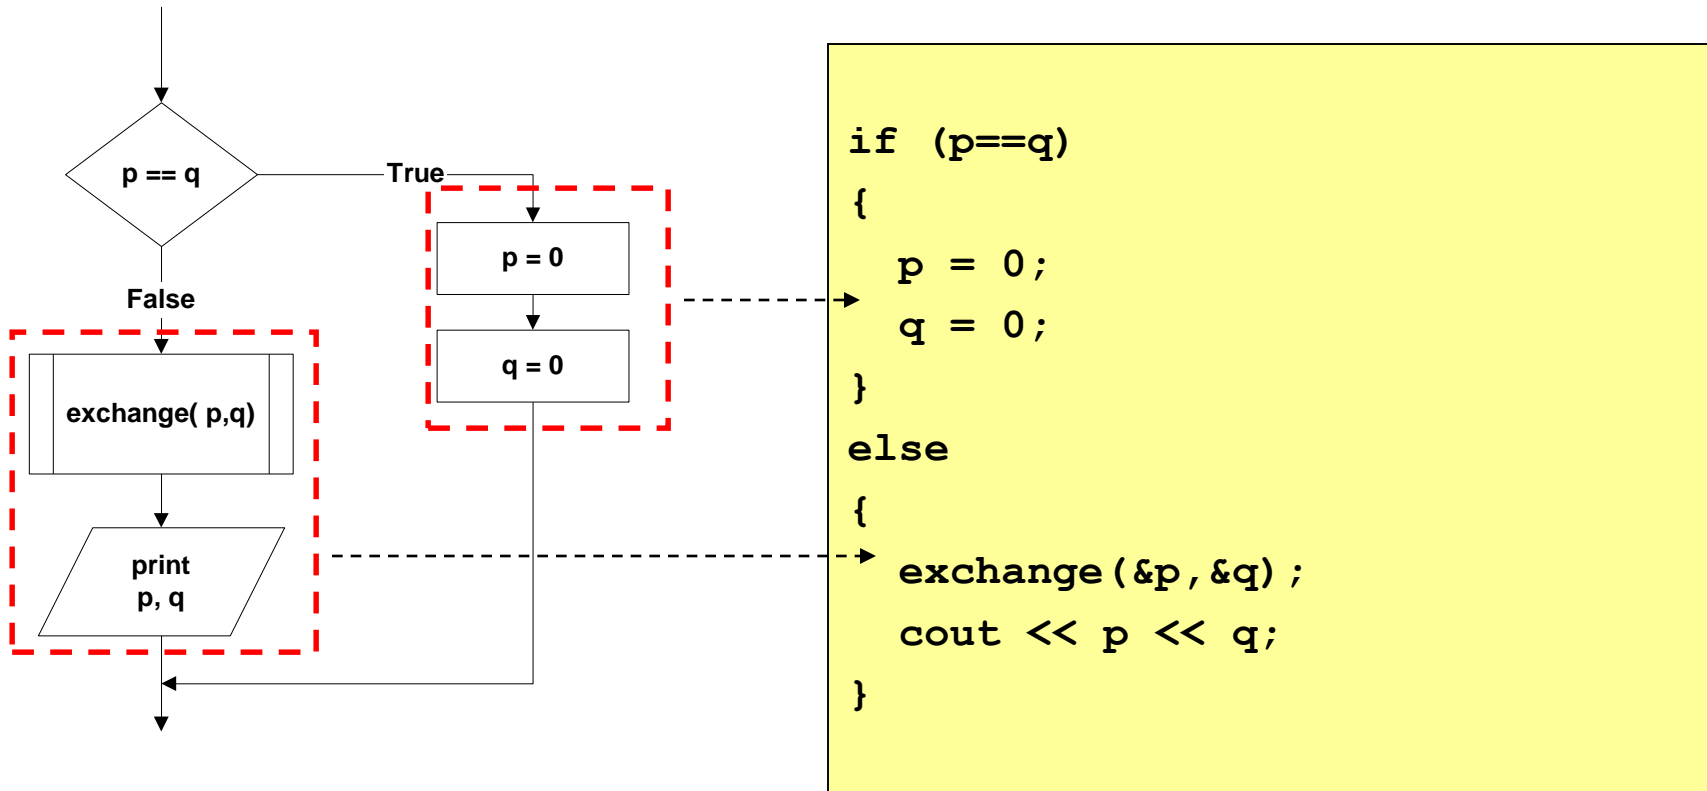 p == q
True
p = 0
q = 0
False
exchange( p,q)
print
p, q
if (p==q)
{
p = 0;
q = 0;
}
else
{
exchange(&p,&q);
cout << p << q;
}